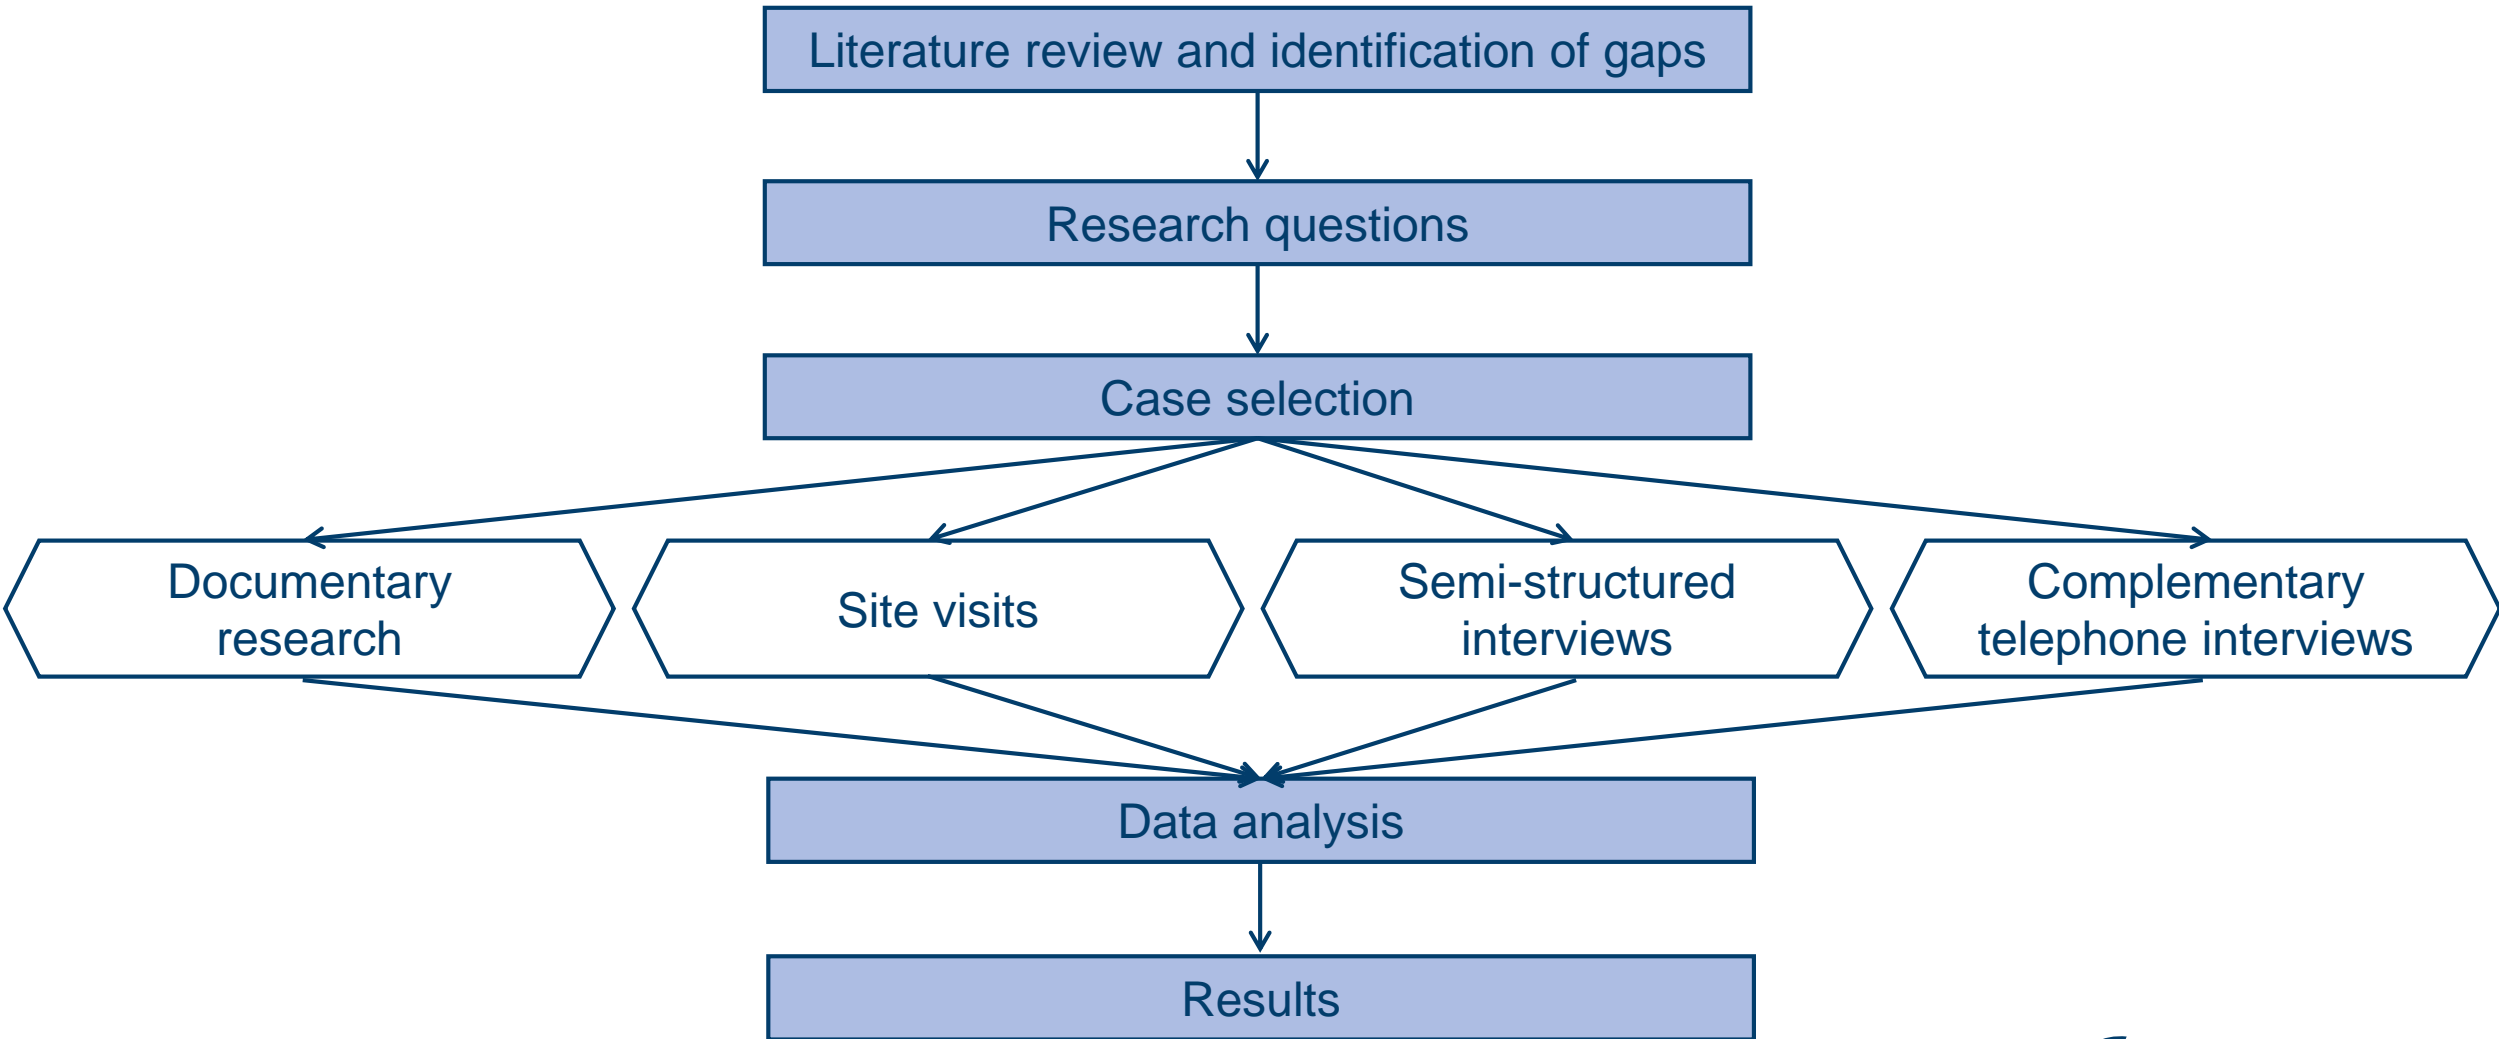 Literature review and identification of gaps
Research questions
Case selection
Documentary
research
Site visits
Semi-structured
interviews
Complementary
telephone interviews
Data analysis
Results